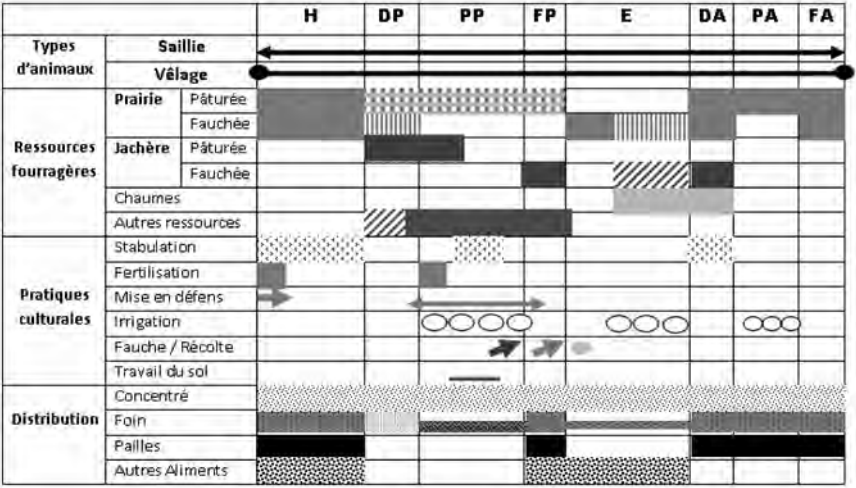 H DP PP FP E DA PA FA
Types d'animaux
Saillie
Vêlage
Ressources fourragères
Prairie Pâturée
Fauchée
Jachère Pâturée
Fauchée
Chaumes
Autres ressources
Pratiques culturales
Stabulation
Fertilisation
Mise en défens
Irrigation
Fauche / Récolte
Travail du sol
Distribution
Concentré
Foin
Pailles
Autres Aliments